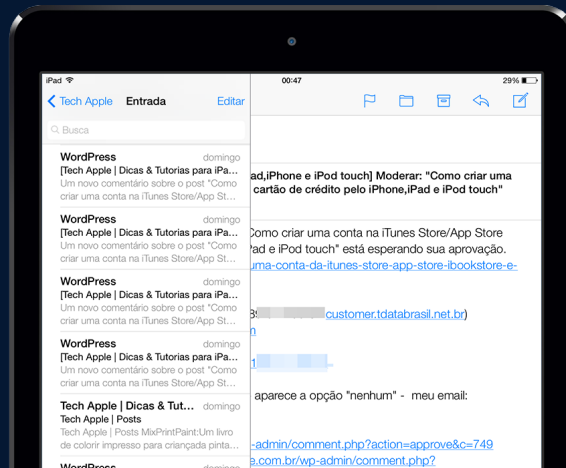 iPad
00:47
29%
Tech Apple
Entrada
Editar
Busca
WordPress
domingo
[Tech Apple | Dicas & Tutorias para iPa...
Um novo comentário sobre o post "Como
criar uma conta na iTunes Store/App St...
WordPress
domingo
[Tech Apple | Dicas & Tutorias para iPa...
Um novo comentário sobre o post "Como
criar uma conta na iTunes Store/App St...
WordPress
domingo
[Tech Apple | Dicas & Tutorias para iPa...
Um novo comentário sobre o post "Como
criar uma conta na iTunes Store/App St...
WordPress
domingo
[Tech Apple | Dicas & Tutorias para iPa...
Um novo comentário sobre o post "Como
criar uma conta na iTunes Store/App St...
Tech Apple | Dicas & Tut...
domingo
Tech Apple | Posts
Tech Apple | Posts MixPrintPaint:Um livro
de colorir impresso para criançada pinta...
WordPress
domingo
ad,iPhone e iPod touch] Moderar: "Como criar uma
cartão de crédito pelo iPhone,iPad e iPod touch"
Como criar uma conta na iTunes Store/App Store
Pad e iPod touch" está esperando sua aprovação.
uma-conta-da-itunes-store-app-store-ibookstore-e-
customer.tdatabrasil.net.br)
aparece a opção "nenhum" - meu email:
-admin/comment.php?action=approve&c=749
e.com.br/wp-admin/comment.php?